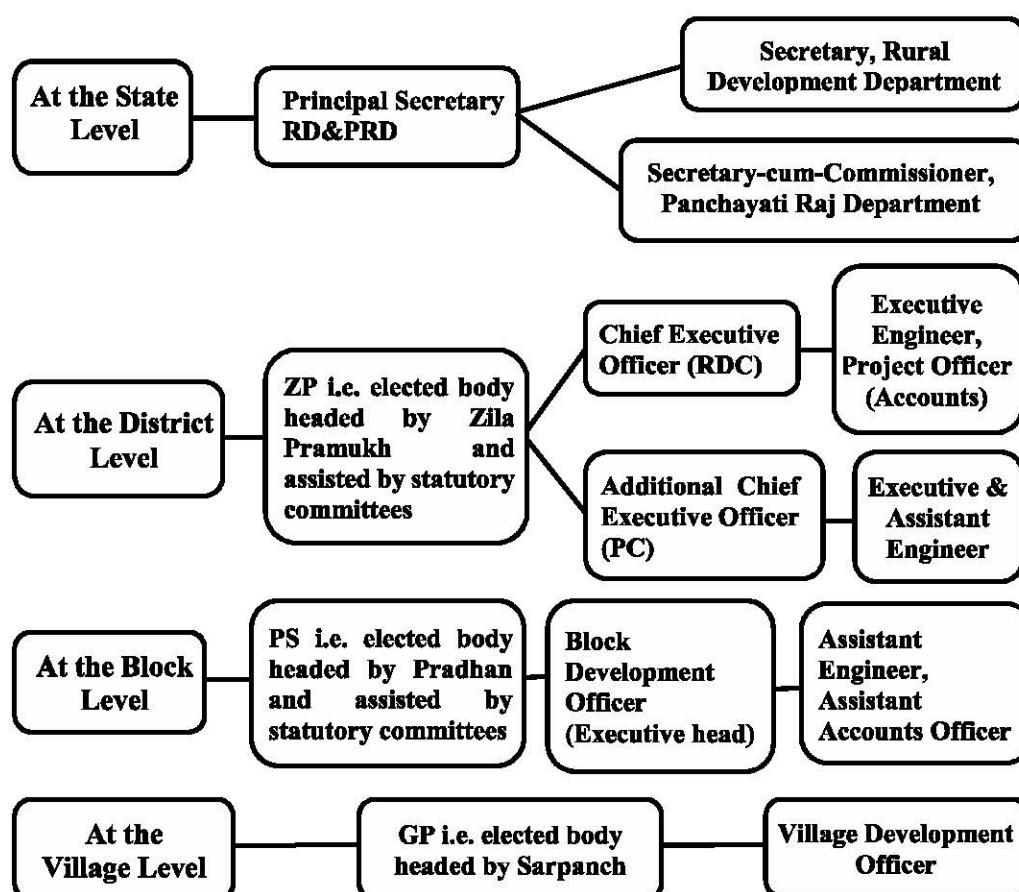 At the State
Level
Principal Secretary
RD&PRD
Secretary, Rural
Development Department
Secretary-cum-Commissioner,
Panchayati Raj Department
At the District
Level
ZP i.e. elected body
headed by Zila
Pramukh and
assisted by statutory
committees
Chief Executive
Officer (RDC)
Executive
Engineer,
Project Officer
(Accounts)
Additional Chief
Executive Officer
(PC)
Executive &
Assistant
Engineer
At the Block
Level
PS i.e. elected body
headed by Pradhan
and assisted by
statutory committees
Block
Development
Officer
(Executive head)
Assistant
Engineer,
Assistant
Accounts Officer
At the
Village Level
GP i.e. elected body
headed by Sarpanch
Village Development
Officer